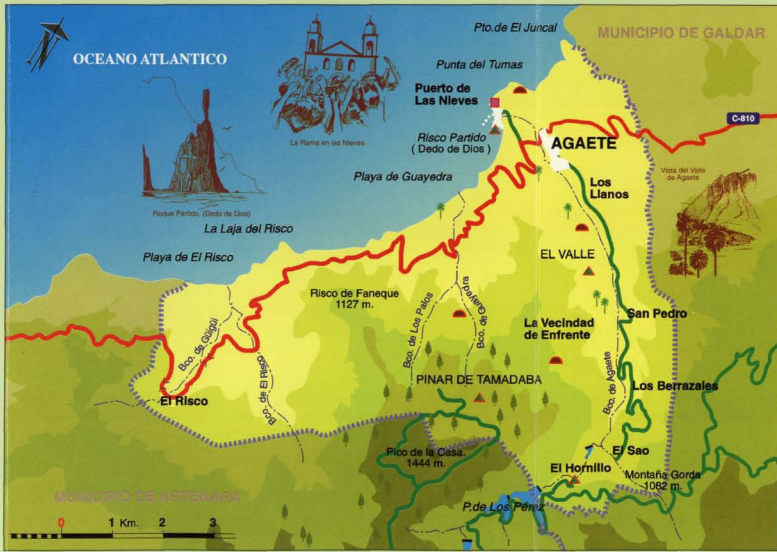 Pto.de El Juncal
MUNICIPIO DE GALDAR
OCEANO ATLANTICO
Punta del Tumas
Puerto de
Las Nieves
C-810
La Rama en las Nieves
Risco Partido
( Dedo de Dios )
AGAETE
Vista del Valle
de Agaete
Playa de Guayedra
Los
Llanos
Roque Partido. (Dedo de Dios)
La Laja del Risco
Playa de El Risco
EL VALLE
Risco de Faneque
1127 m.
Bco. de Los Palos
Bco. de Guayedra
San Pedro
La Vecindad
de Enfrente
Bco. de Güigüi
Bco. de El Risco
PINAR DE TAMADABA
Bco. de Agaete
Los Berrazales
El Risco
Pico de la Casa.
1444 m.
El Sao
El Hornillo
Montaña Gorda
1082 m.
MUNICIPIO DE ARTENARA
P.de Los Pérez
0 1 Km. 2 3